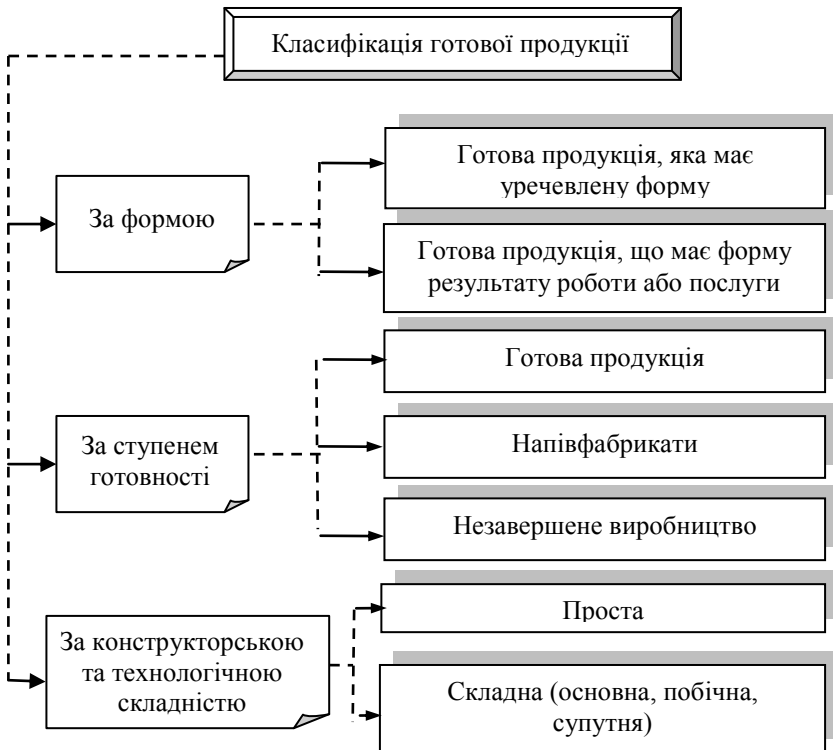 Класифікація готової продукції
За формою
Готова продукція, яка має
уречевлену форму
Готова продукція, що має форму
результату роботи або послуги
За ступенем
готовності
Готова продукція
Напівфабрикати
Незавершене виробництво
За конструкторською
та технологічною
складністю
Проста
Складна (основна, побічна,
супутня)